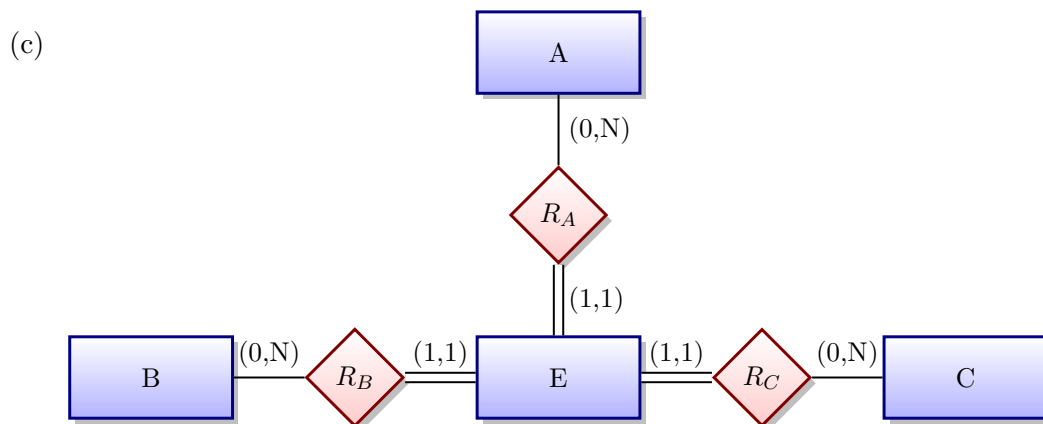 (c)
A
(0,N)
R_A
(1,1)
B (0,N) R_B (1,1) E (1,1) R_C (0,N) C